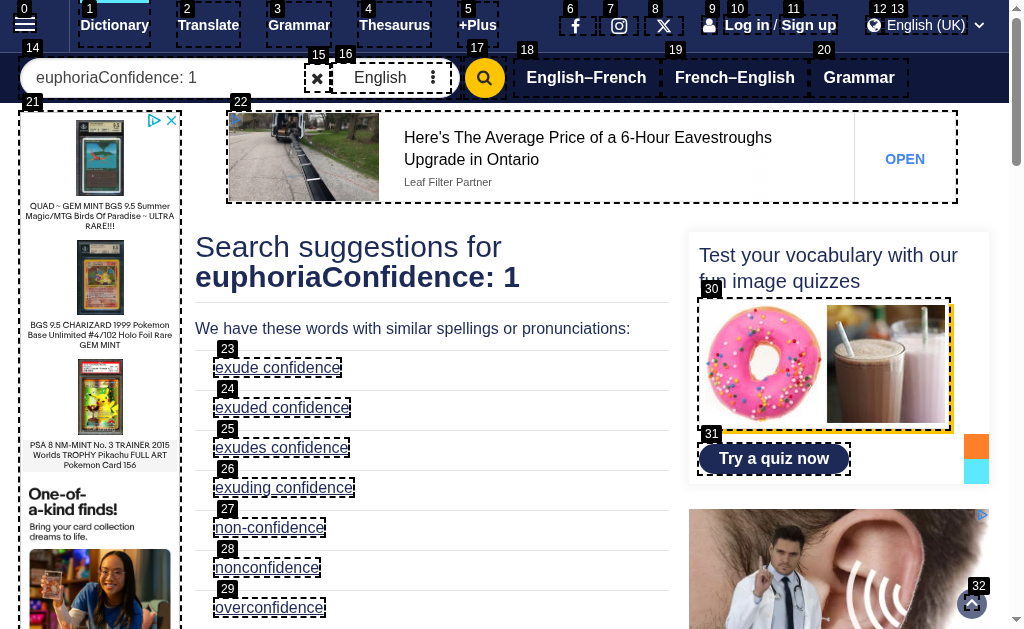 0 1 2 3 4 5 6 7 8 9 10 11 12 13
Dictionary Translate Grammar Thesaurus +Plus Log in / Sign up English (UK)
14 15 16 17 18 19 20
euphoriaConfidence: 1 English English–French French–English Grammar
21 22
QUAD ~ GEM MINT BGS 9.5 Summer
Magic/MTG Birds Of Paradise ~ ULTRA
RARE!!!
BGS 9.5 CHARIZARD 1999 Pokemon
Base Unlimited #4/102 Holo Foil Rare
GEM MINT
PSA 8 NM-MINT No. 3 TRAINER 2015
Worlds TROPHY Pikachu FULL ART
Pokemon Card 156
One-of-
a-kind finds!
Bring your card collection
dreams to life.
Here's The Average Price of a 6-Hour Eavestroughs
Upgrade in Ontario
Leaf Filter Partner
OPEN
Search suggestions for
euphoriaConfidence: 1
We have these words with similar spellings or pronunciations:
23
exude confidence
24
exuded confidence
25
exudes confidence
26
exuding confidence
27
non-confidence
28
nonconfidence
29
overconfidence
Test your vocabulary with our
fun image quizzes
30
31
Try a quiz now
32